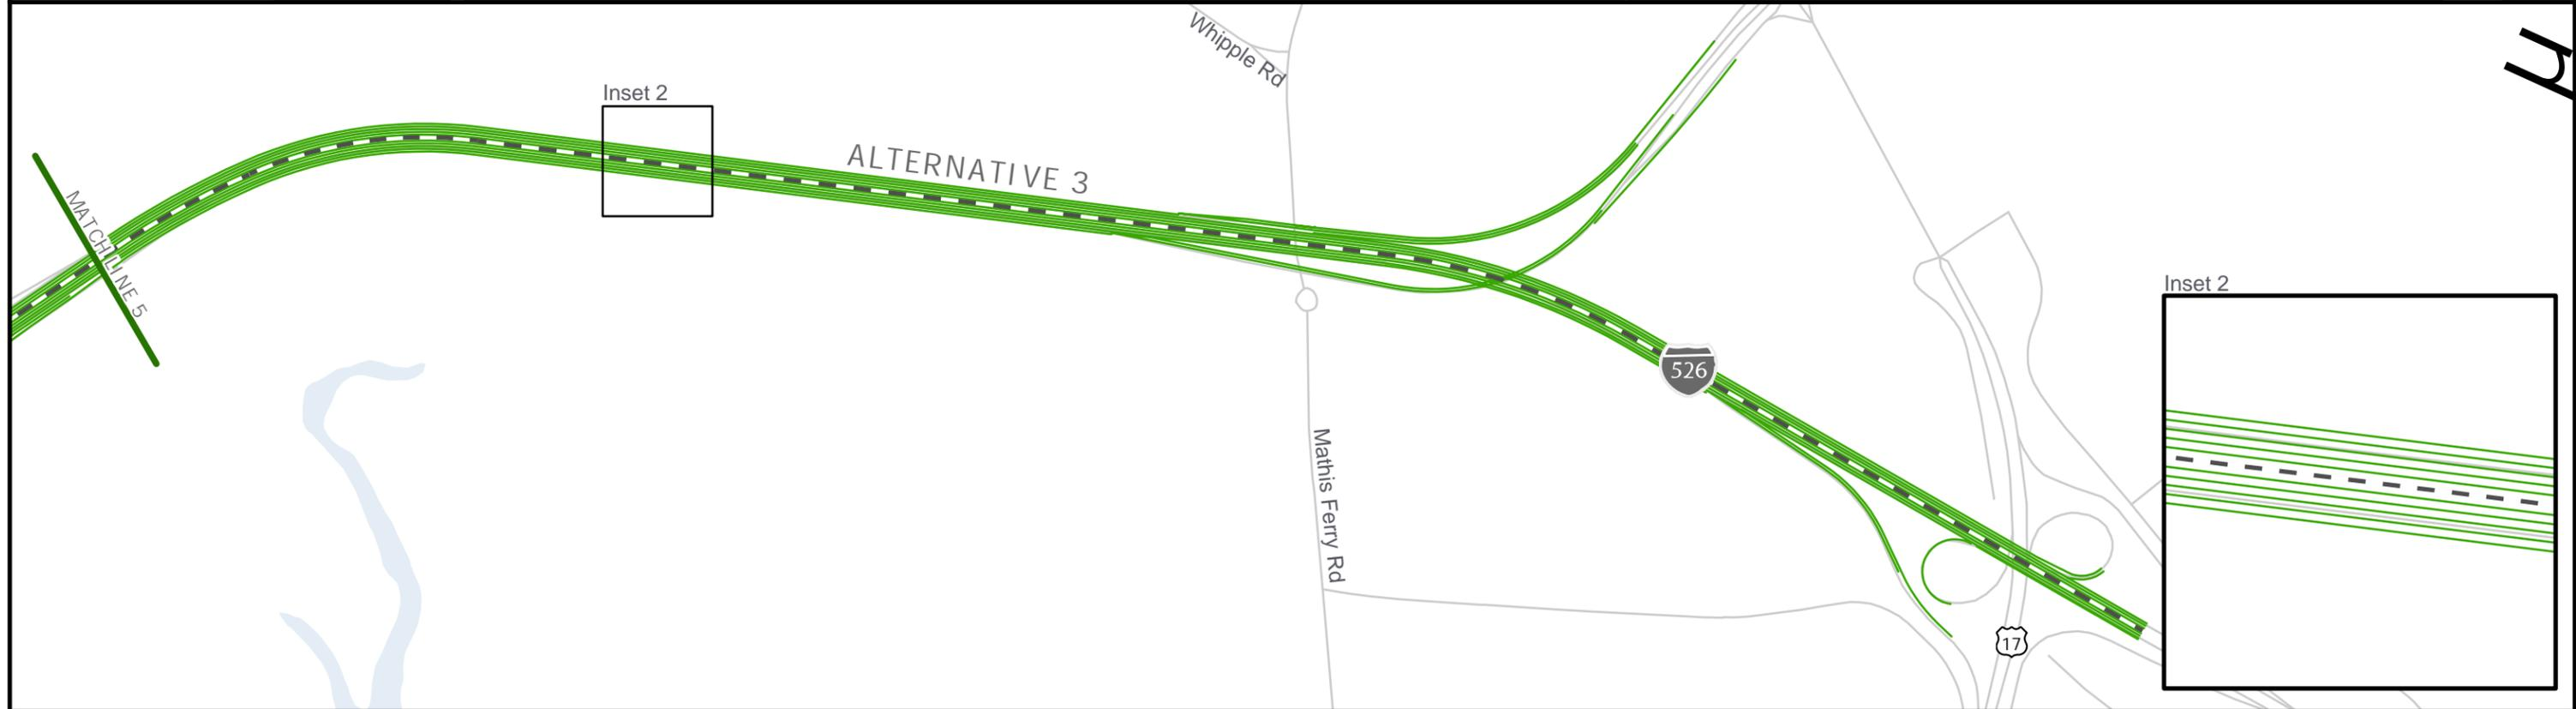 Whipple Rd
Inset 2
ALTERNATIVE 3
MATCHLINE 5
Inset 2
526
Mathis Ferry Rd
17